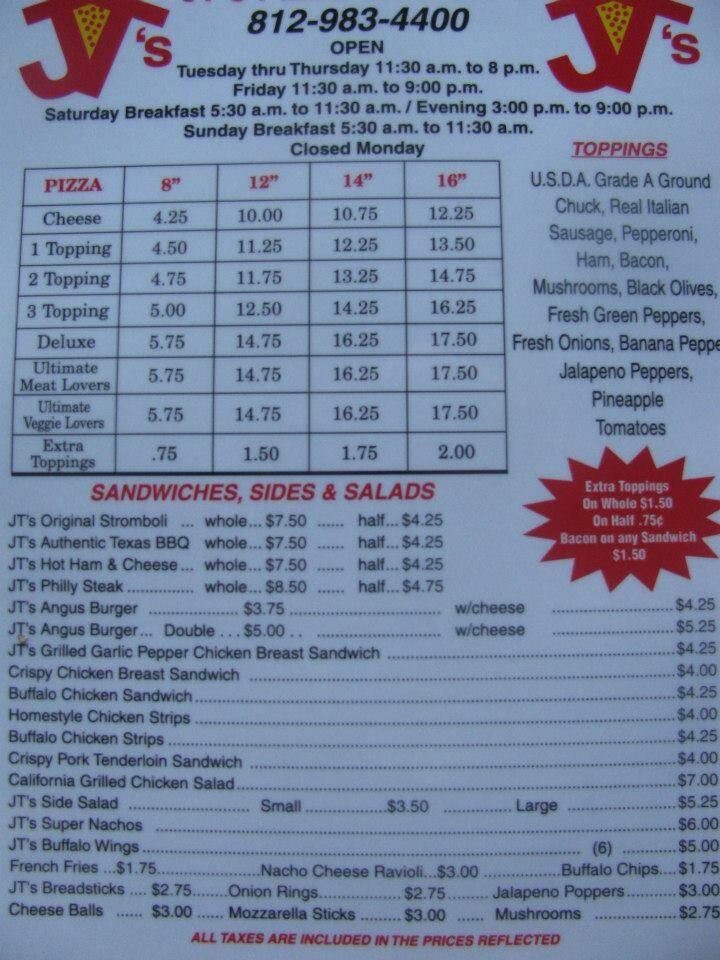 JT's
JT's
812-983-4400
OPEN
Tuesday thru Thursday 11:30 a.m. to 8 p.m.
Friday 11:30 a.m. to 9:00 p.m.
Saturday Breakfast 5:30 a.m. to 11:30 a.m. / Evening 3:00 p.m. to 9:00 p.m.
Sunday Breakfast 5:30 a.m. to 11:30 a.m.
Closed Monday
PIZZA 8" 12" 14" 16"
Cheese 4.25 10.00 10.75 12.25
1 Topping 4.50 11.25 12.25 13.50
2 Topping 4.75 11.75 13.25 14.75
3 Topping 5.00 12.50 14.25 16.25
Deluxe 5.75 14.75 16.25 17.50
Ultimate
Meat Lovers 5.75 14.75 16.25 17.50
Ultimate
Veggie Lovers 5.75 14.75 16.25 17.50
Extra
Toppings .75 1.50 1.75 2.00
TOPPINGS
U.S.D.A. Grade A Ground
Chuck, Real Italian
Sausage, Pepperoni,
Ham, Bacon,
Mushrooms, Black Olives,
Fresh Green Peppers,
Fresh Onions, Banana Peppe
Jalapeno Peppers,
Pineapple
Tomatoes
Extra Toppings
On Whole $1.50
On Half .75¢
Bacon on any Sandwich
$1.50
SANDWICHES, SIDES & SALADS
JT's Original Stromboli ... whole... $7.50 ...... half... $4.25
JT's Authentic Texas BBQ whole... $7.50 ...... half... $4.25
JT's Hot Ham & Cheese ... whole... $7.50 ...... half... $4.25
JT's Philly Steak ............... whole... $8.50 ...... half... $4.75
JT's Angus Burger .................. $3.75 ............................. w/cheese ....................... $4.25
JT's Angus Burger... Double . . . $5.00 . . ........................... w/cheese ....................... $5.25
JT's Grilled Garlic Pepper Chicken Breast Sandwich ............................................. $4.25
Crispy Chicken Breast Sandwich ............................................. $4.00
Buffalo Chicken Sandwich ............................................. $4.25
Homestyle Chicken Strips ............................................. $4.00
Buffalo Chicken Strips ............................................. $4.25
Crispy Pork Tenderloin Sandwich ............................................. $4.00
California Grilled Chicken Salad ............................................. $7.00
JT's Side Salad ....................... Small ............... $3.50 ............... Large .................... $5.25
JT's Super Nachos ............................................. $6.00
JT's Buffalo Wings ............................................. (6) ............... $5.00
French Fries ...$1.75...................Nacho Cheese Ravioli...$3.00 ...............Buffalo Chips...$1.75
JT's Breadsticks .... $2.75.......Onion Rings...............$2.75........Jalapeno Poppers............$3.00
Cheese Balls ...... $3.00 ...... Mozzarella Sticks ........$3.00 ...... Mushrooms ...............$2.75
ALL TAXES ARE INCLUDED IN THE PRICES REFLECTED